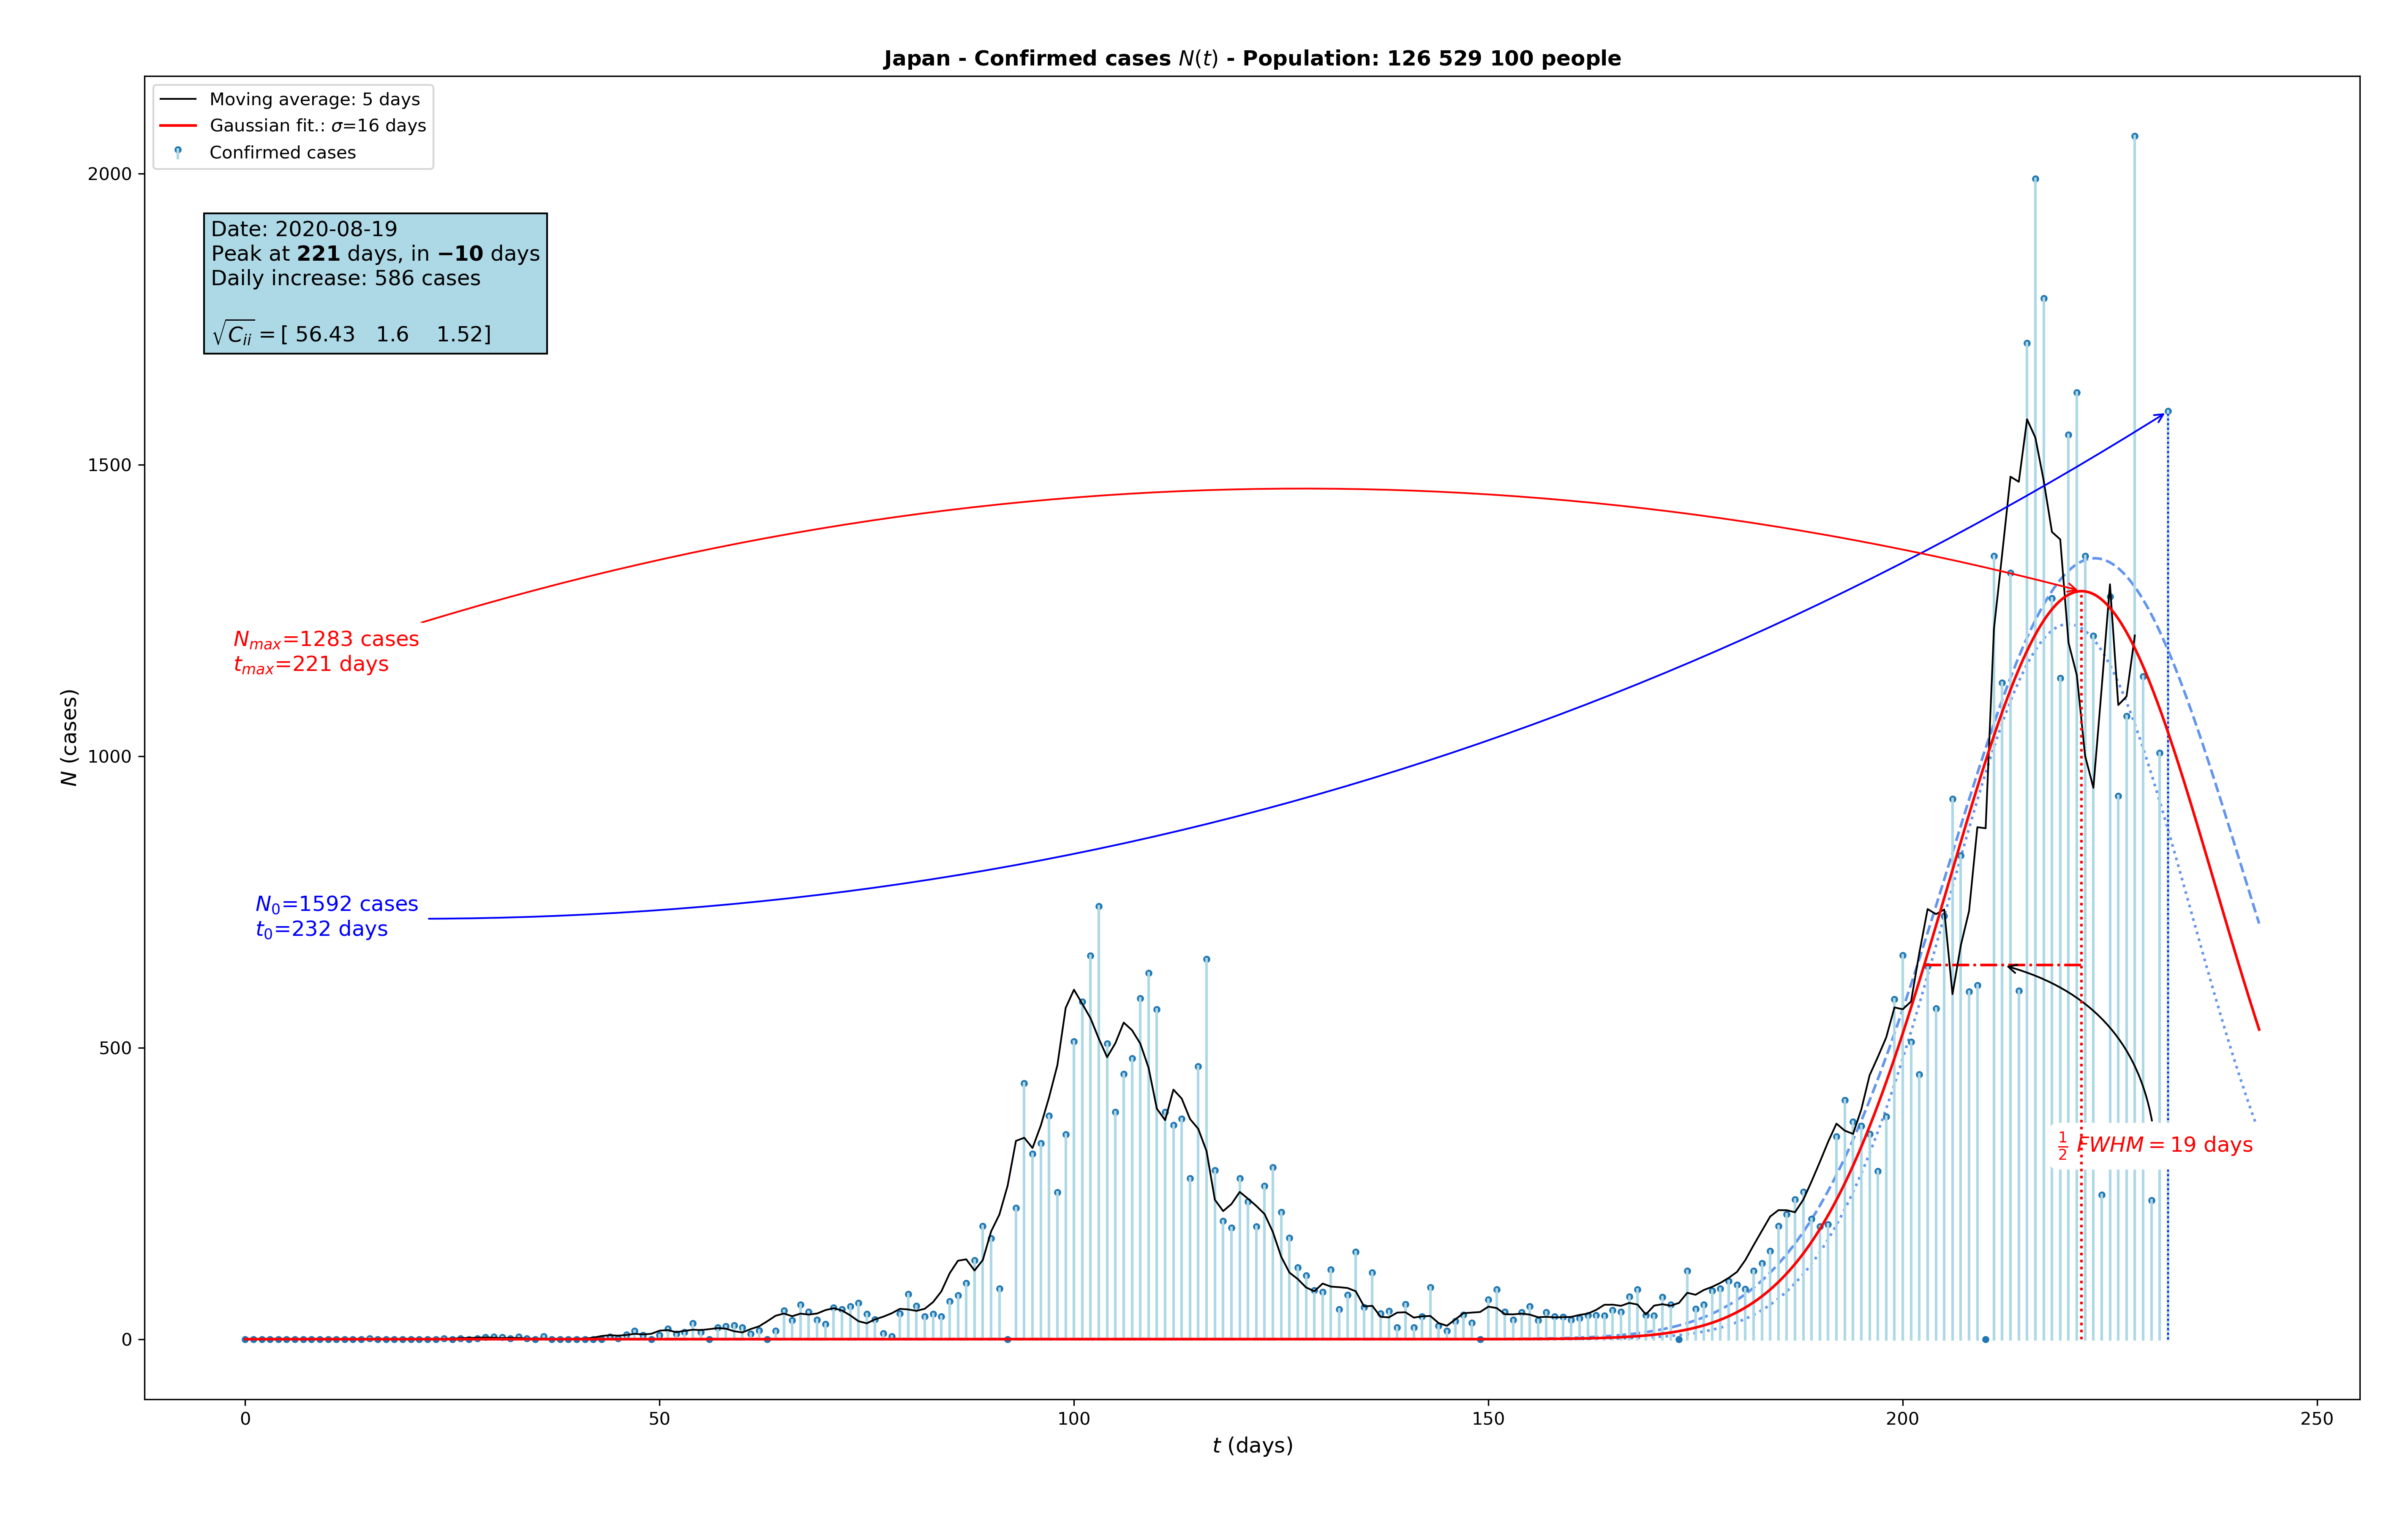 Japan - Confirmed cases N(t) - Population: 126 529 100 people
Moving average: 5 days
Gaussian fit.: σ=16 days
Confirmed cases
Date: 2020-08-19
Peak at 221 days, in −10 days
Daily increase: 586 cases
√C_ii = [ 56.43 1.6 1.52]
N_max=1283 cases
t_max=221 days
N_0=1592 cases
t_0=232 days
1/2 FWHM = 19 days
N (cases)
2000
1500
1000
500
0
0 50 100 150 200 250
t (days)